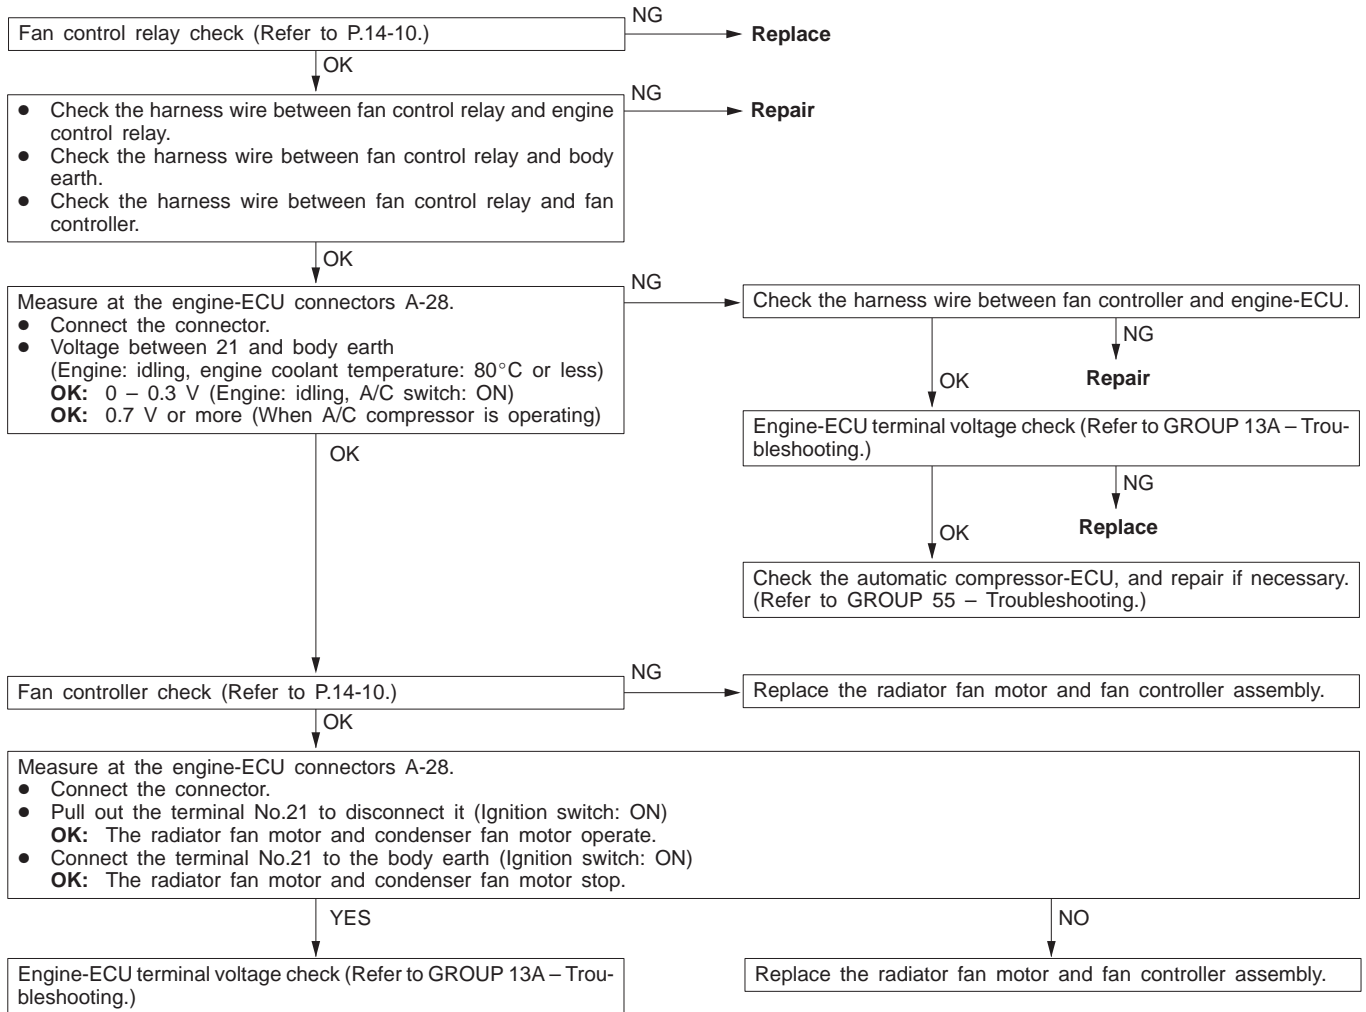 Fan control relay check (Refer to P.14-10.)
NG
Replace
OK
● Check the harness wire between fan control relay and engine
control relay.
● Check the harness wire between fan control relay and body
earth.
● Check the harness wire between fan control relay and fan
controller.
NG
Repair
OK
Measure at the engine-ECU connectors A-28.
● Connect the connector.
● Voltage between 21 and body earth
(Engine: idling, engine coolant temperature: 80°C or less)
OK: 0 – 0.3 V (Engine: idling, A/C switch: ON)
OK: 0.7 V or more (When A/C compressor is operating)
NG
Check the harness wire between fan controller and engine-ECU.
NG
Repair
OK
Engine-ECU terminal voltage check (Refer to GROUP 13A – Trou-
bleshooting.)
NG
Replace
OK
Check the automatic compressor-ECU, and repair if necessary.
(Refer to GROUP 55 – Troubleshooting.)
OK
Fan controller check (Refer to P.14-10.)
NG
Replace the radiator fan motor and fan controller assembly.
OK
Measure at the engine-ECU connectors A-28.
● Connect the connector.
● Pull out the terminal No.21 to disconnect it (Ignition switch: ON)
OK: The radiator fan motor and condenser fan motor operate.
● Connect the terminal No.21 to the body earth (Ignition switch: ON)
OK: The radiator fan motor and condenser fan motor stop.
YES
NO
Engine-ECU terminal voltage check (Refer to GROUP 13A – Trou-
bleshooting.)
Replace the radiator fan motor and fan controller assembly.